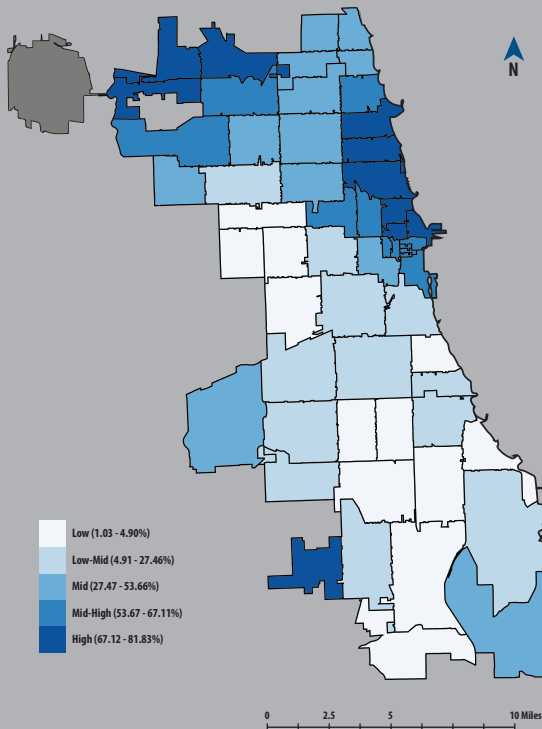 N
Low (1.03 - 4.90%)
Low-Mid (4.91 - 27.46%)
Mid (27.47 - 53.66%)
Mid-High (53.67 - 67.11%)
High (67.12 - 81.83%)
0 2.5 5 10 Miles